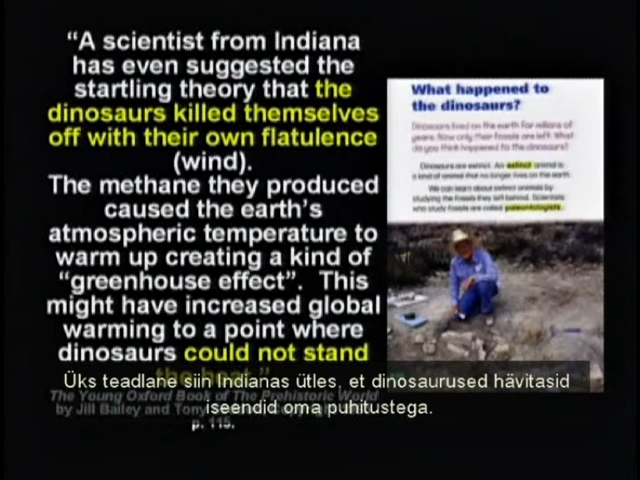 “A scientist from Indiana
has even suggested the
startling theory that the
dinosaurs killed themselves
off with their own flatulence
(wind).
The methane they produced
caused the earth’s
atmospheric temperature to
warm up creating a kind of
“greenhouse effect”. This
might have increased global
warming to a point where
dinosaurs could not stand
the heat.”
The Young Oxford Book of The Prehistoric World
by Jill Bailey and Tony
p. 115.
What happened to
the dinosaurs?
Dinosaurs lived on the earth for millions of
years. Now only their fossils are left. What
do you think happened to the dinosaurs?
Dinosaurs are extinct. An extinct animal is
a kind of animal that no longer lives on the earth.
We can learn about extinct animals by
studying the fossils they left behind. Scientists
who study fossils are called paleontologists.
Üks teadlane siin Indianas ütles, et dinosaurused hävitasid
iseendid oma puhitustega.